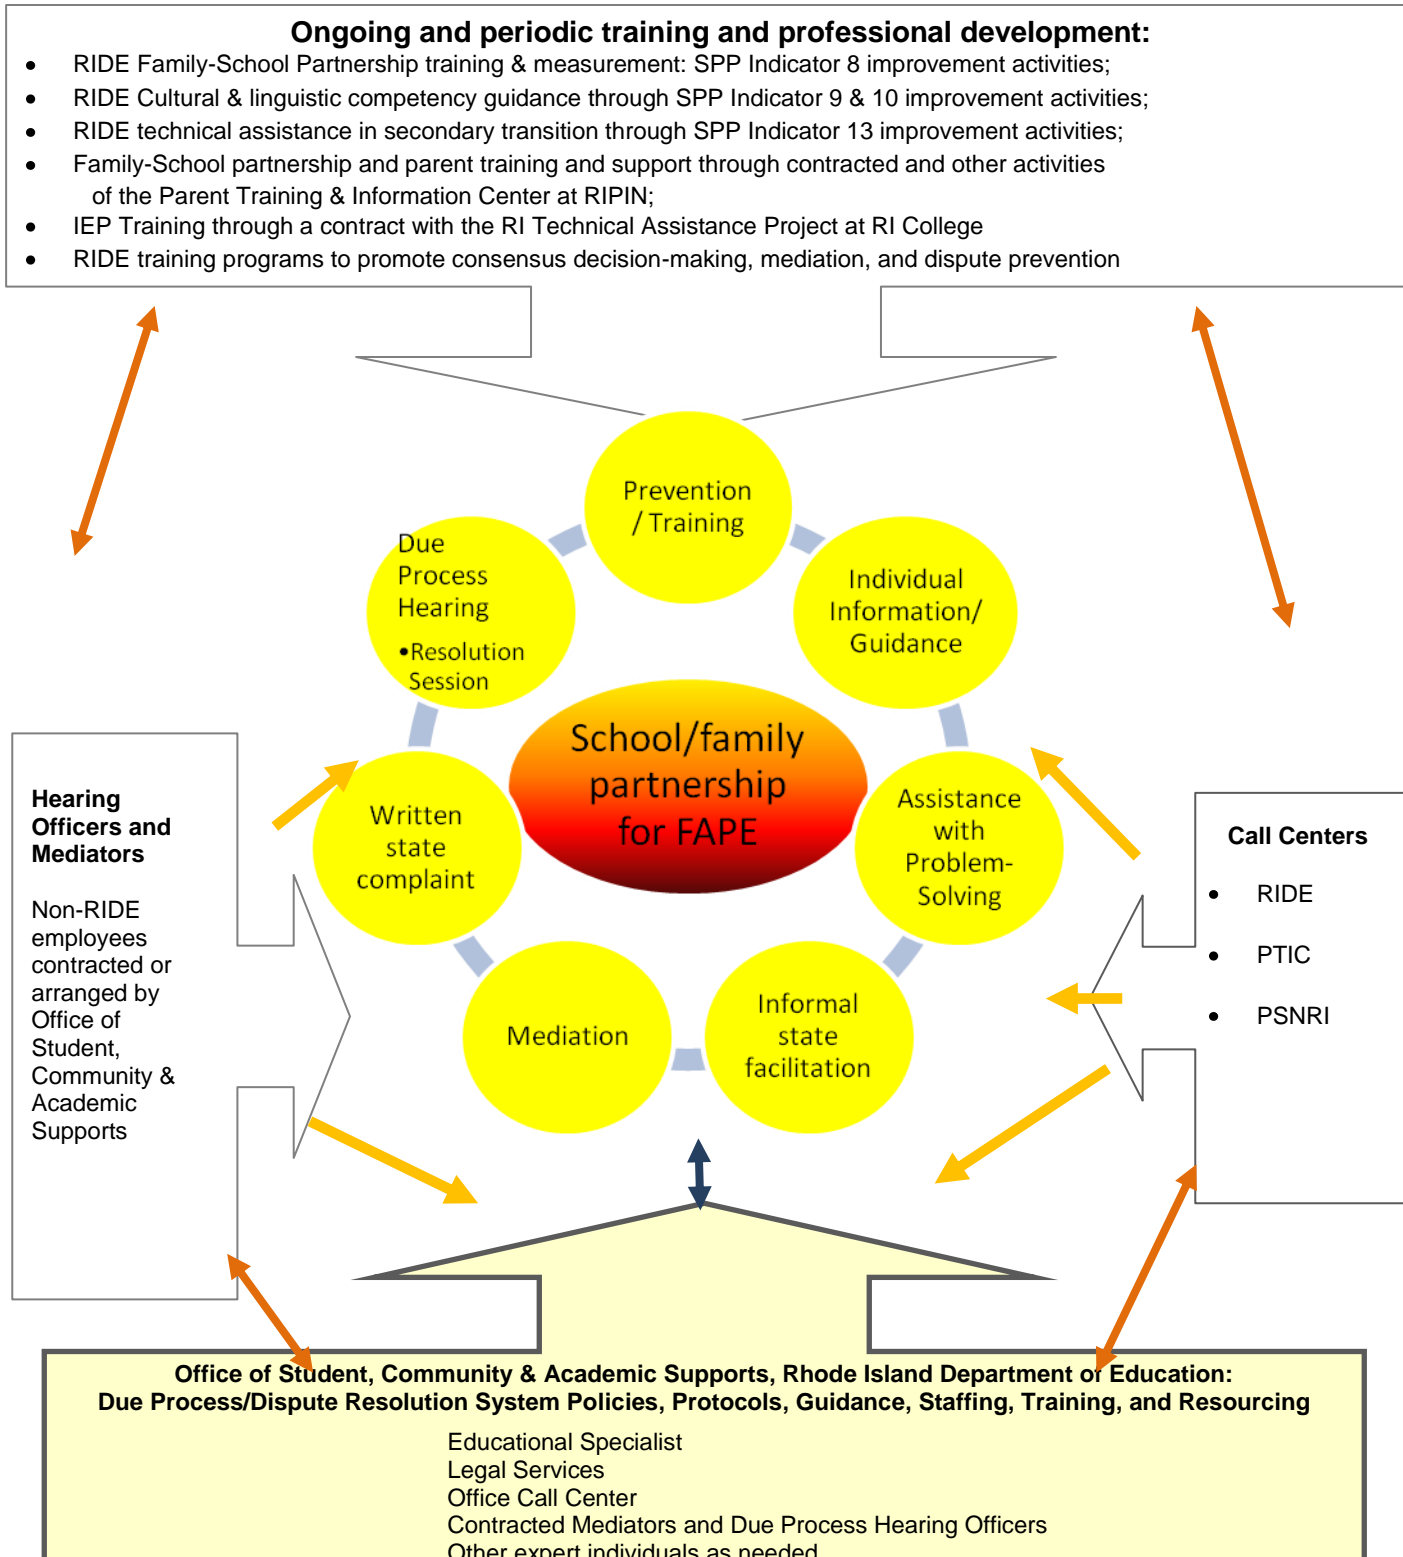 Ongoing and periodic training and professional development:
• RIDE Family-School Partnership training & measurement: SPP Indicator 8 improvement activities;
• RIDE Cultural & linguistic competency guidance through SPP Indicator 9 & 10 improvement activities;
• RIDE technical assistance in secondary transition through SPP Indicator 13 improvement activities;
• Family-School partnership and parent training and support through contracted and other activities
of the Parent Training & Information Center at RIPIN;
• IEP Training through a contract with the RI Technical Assistance Project at RI College
• RIDE training programs to promote consensus decision-making, mediation, and dispute prevention
Prevention
/ Training
Individual
Information/
Guidance
Assistance
with
Problem-
Solving
Informal
state
facilitation
Mediation
Written
state
complaint
Due
Process
Hearing
•Resolution
Session
School/family
partnership
for FAPE
Hearing
Officers and
Mediators
Non-RIDE
employees
contracted or
arranged by
Office of
Student,
Community &
Academic
Supports
Call Centers
• RIDE
• PTIC
• PSNRI
Office of Student, Community & Academic Supports, Rhode Island Department of Education:
Due Process/Dispute Resolution System Policies, Protocols, Guidance, Staffing, Training, and Resourcing
Educational Specialist
Legal Services
Office Call Center
Contracted Mediators and Due Process Hearing Officers
Other expert individuals as needed